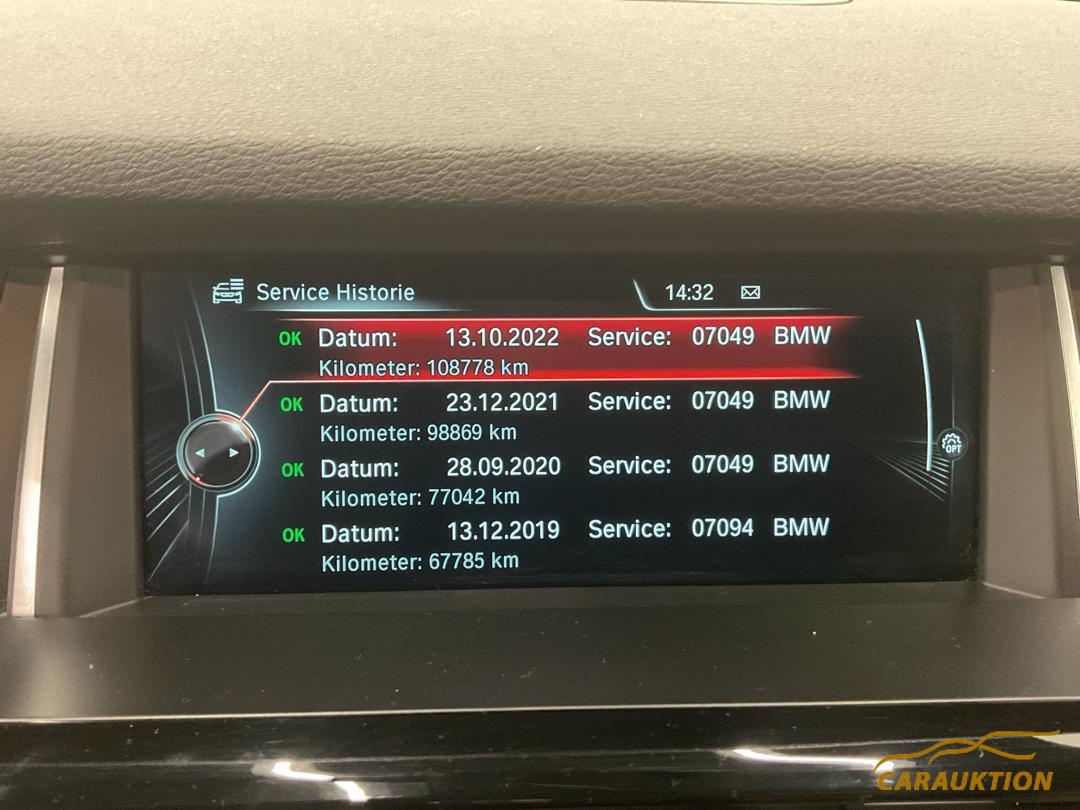 Service Historie 14:32
OK Datum: 13.10.2022 Service: 07049 BMW
Kilometer: 108778 km
OK Datum: 23.12.2021 Service: 07049 BMW
Kilometer: 98869 km
OK Datum: 28.09.2020 Service: 07049 BMW
Kilometer: 77042 km
OK Datum: 13.12.2019 Service: 07094 BMW
Kilometer: 67785 km
OPT
CARAUKTION